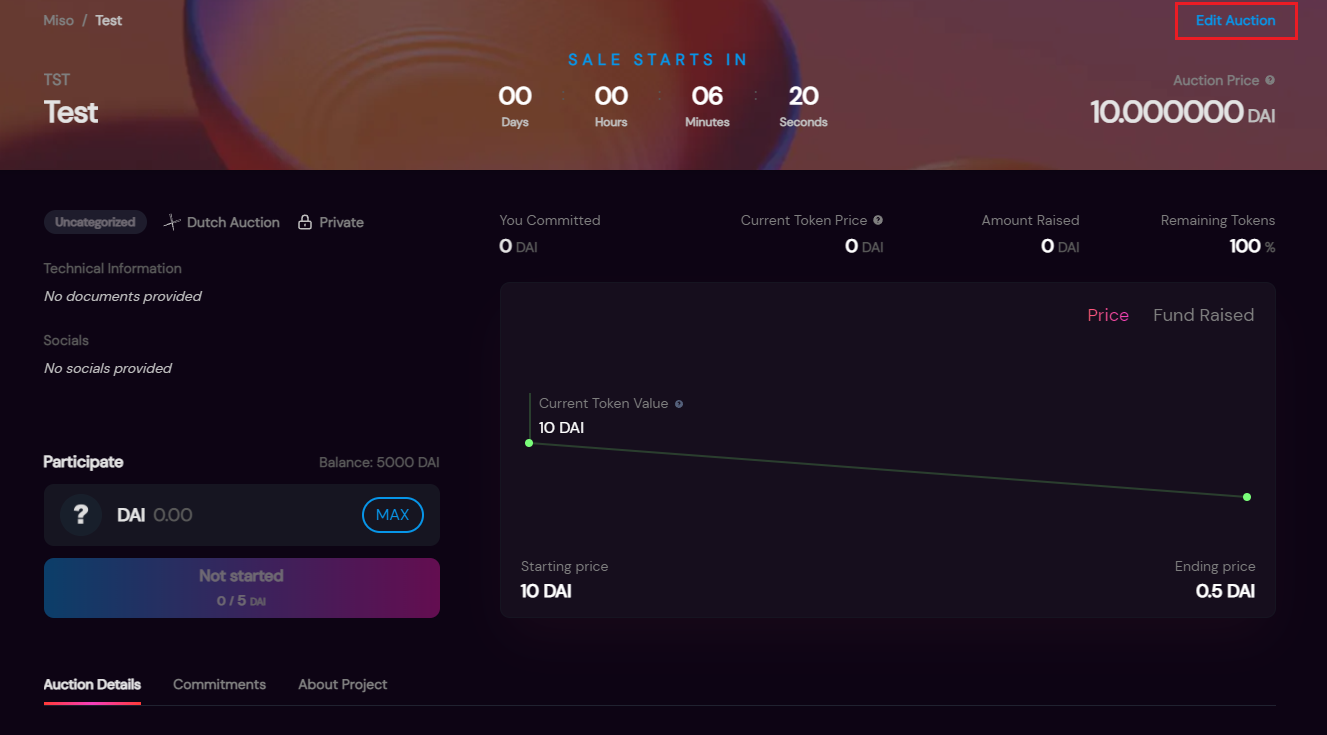 Miso / Test
Edit Auction
SALE STARTS IN
TST
Test
00 : 00 : 06 : 20
Days Hours Minutes Seconds
Auction Price ?
10.000000 DAI
Uncategorized Dutch Auction Private
Technical Information
No documents provided
Socials
No socials provided
Participate Balance: 5000 DAI
? DAI 0.00 MAX
Not started
0 / 5 DAI
You Committed Current Token Price ? Amount Raised Remaining Tokens
0 DAI 0 DAI 0 DAI 100 %
Price Fund Raised
Current Token Value ?
10 DAI
Starting price Ending price
10 DAI 0.5 DAI
Auction Details Commitments About Project